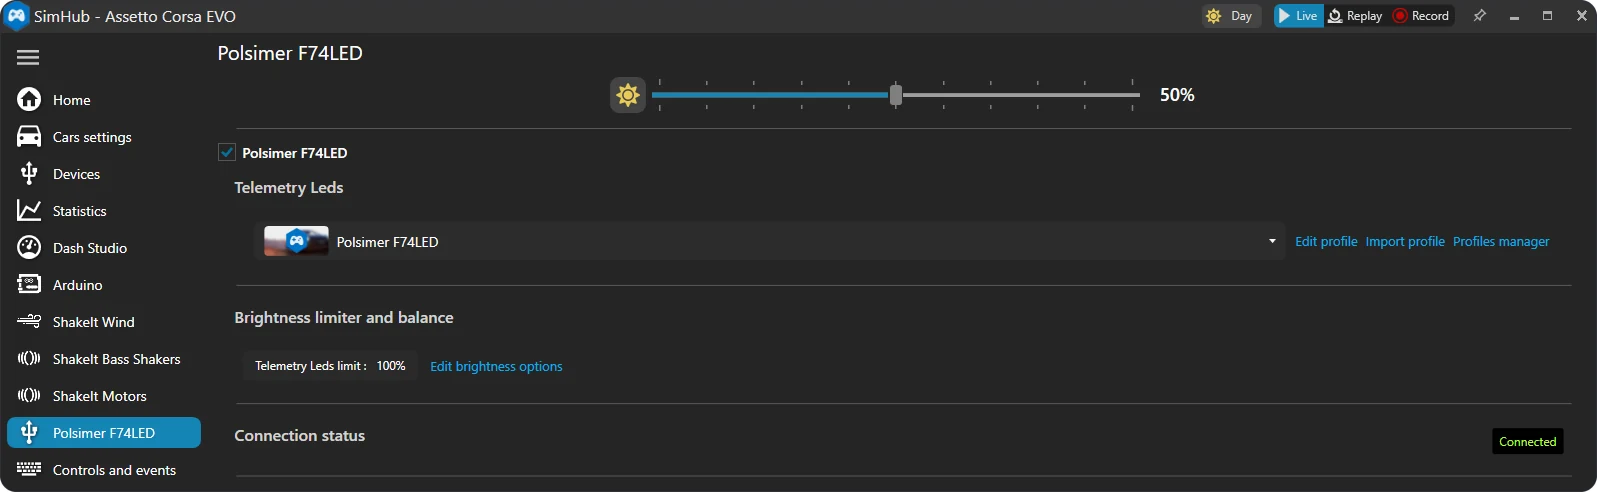 SimHub - Assetto Corsa EVO
Day
Live
Replay
Record
Polsimer F74LED
50%
Home
Cars settings
Devices
Statistics
Dash Studio
Arduino
ShakeIt Wind
ShakeIt Bass Shakers
ShakeIt Motors
Polsimer F74LED
Controls and events
Polsimer F74LED
Telemetry Leds
Polsimer F74LED
Edit profile Import profile Profiles manager
Brightness limiter and balance
Telemetry Leds limit : 100% Edit brightness options
Connection status
Connected